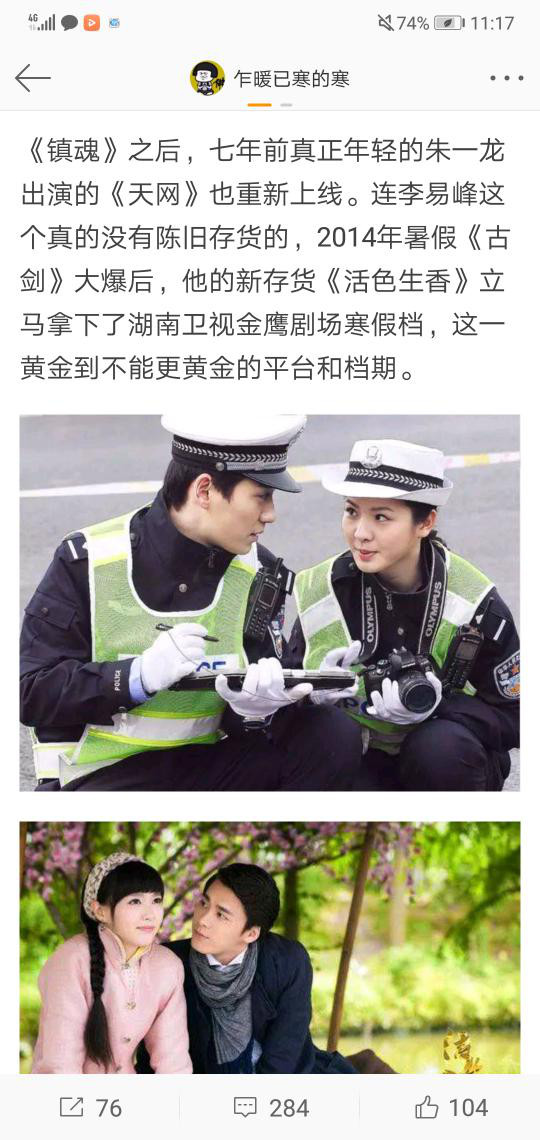 4G
74%
11:17
乍暖已寒的寒
《镇魂》之后，七年前真正年轻的朱一龙
出演的《天网》也重新上线。连李易峰这
个真的没有陈旧存货的，2014年暑假《古
剑》大爆后，他的新存货《活色生香》立
马拿下了湖南卫视金鹰剧场寒假档，这一
黄金到不能更黄金的平台和档期。
OLYMPUS
OLYMPUS
POLICE
76
284
104